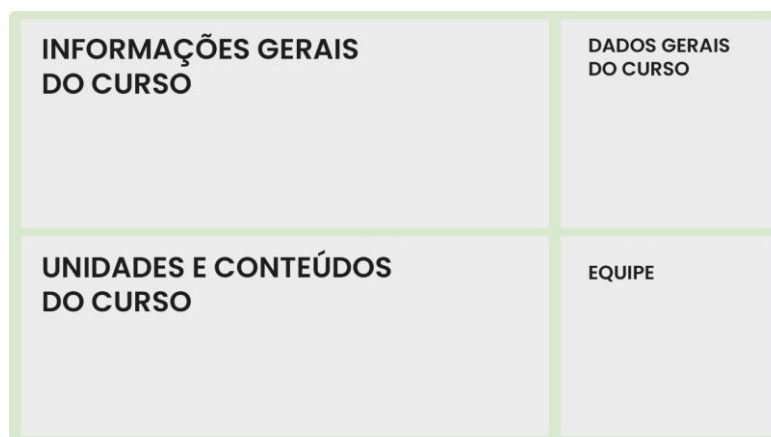 INFORMAÇÕES GERAIS
DO CURSO
DADOS GERAIS
DO CURSO
UNIDADES E CONTEÚDOS
DO CURSO
EQUIPE